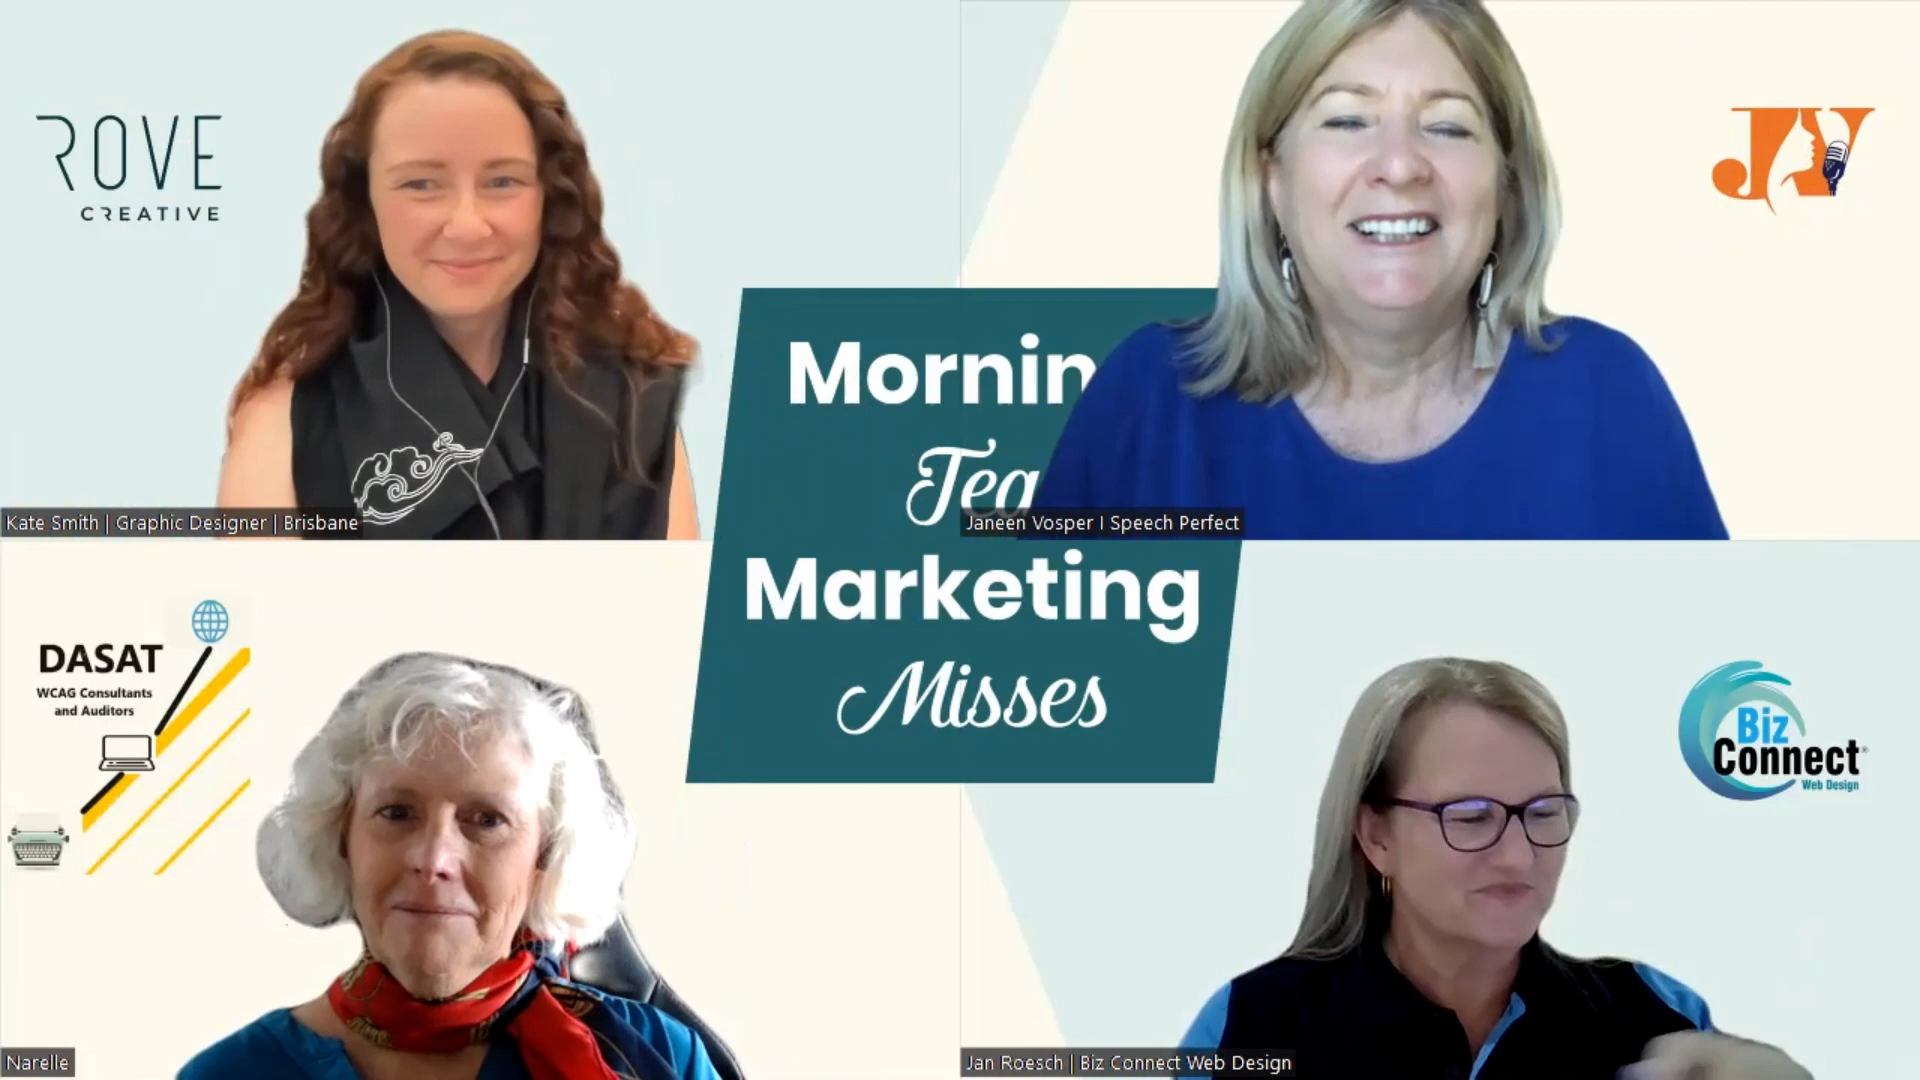 ROVE
CREATIVE
JV
Mornin
Tea
Marketing
Misses
Kate Smith | Graphic Designer | Brisbane
Janeen Vosper I Speech Perfect
DASAT
WCAG Consultants
and Auditors
Biz
Connect®
Web Design
Narelle
Jan Roesch | Biz Connect Web Design